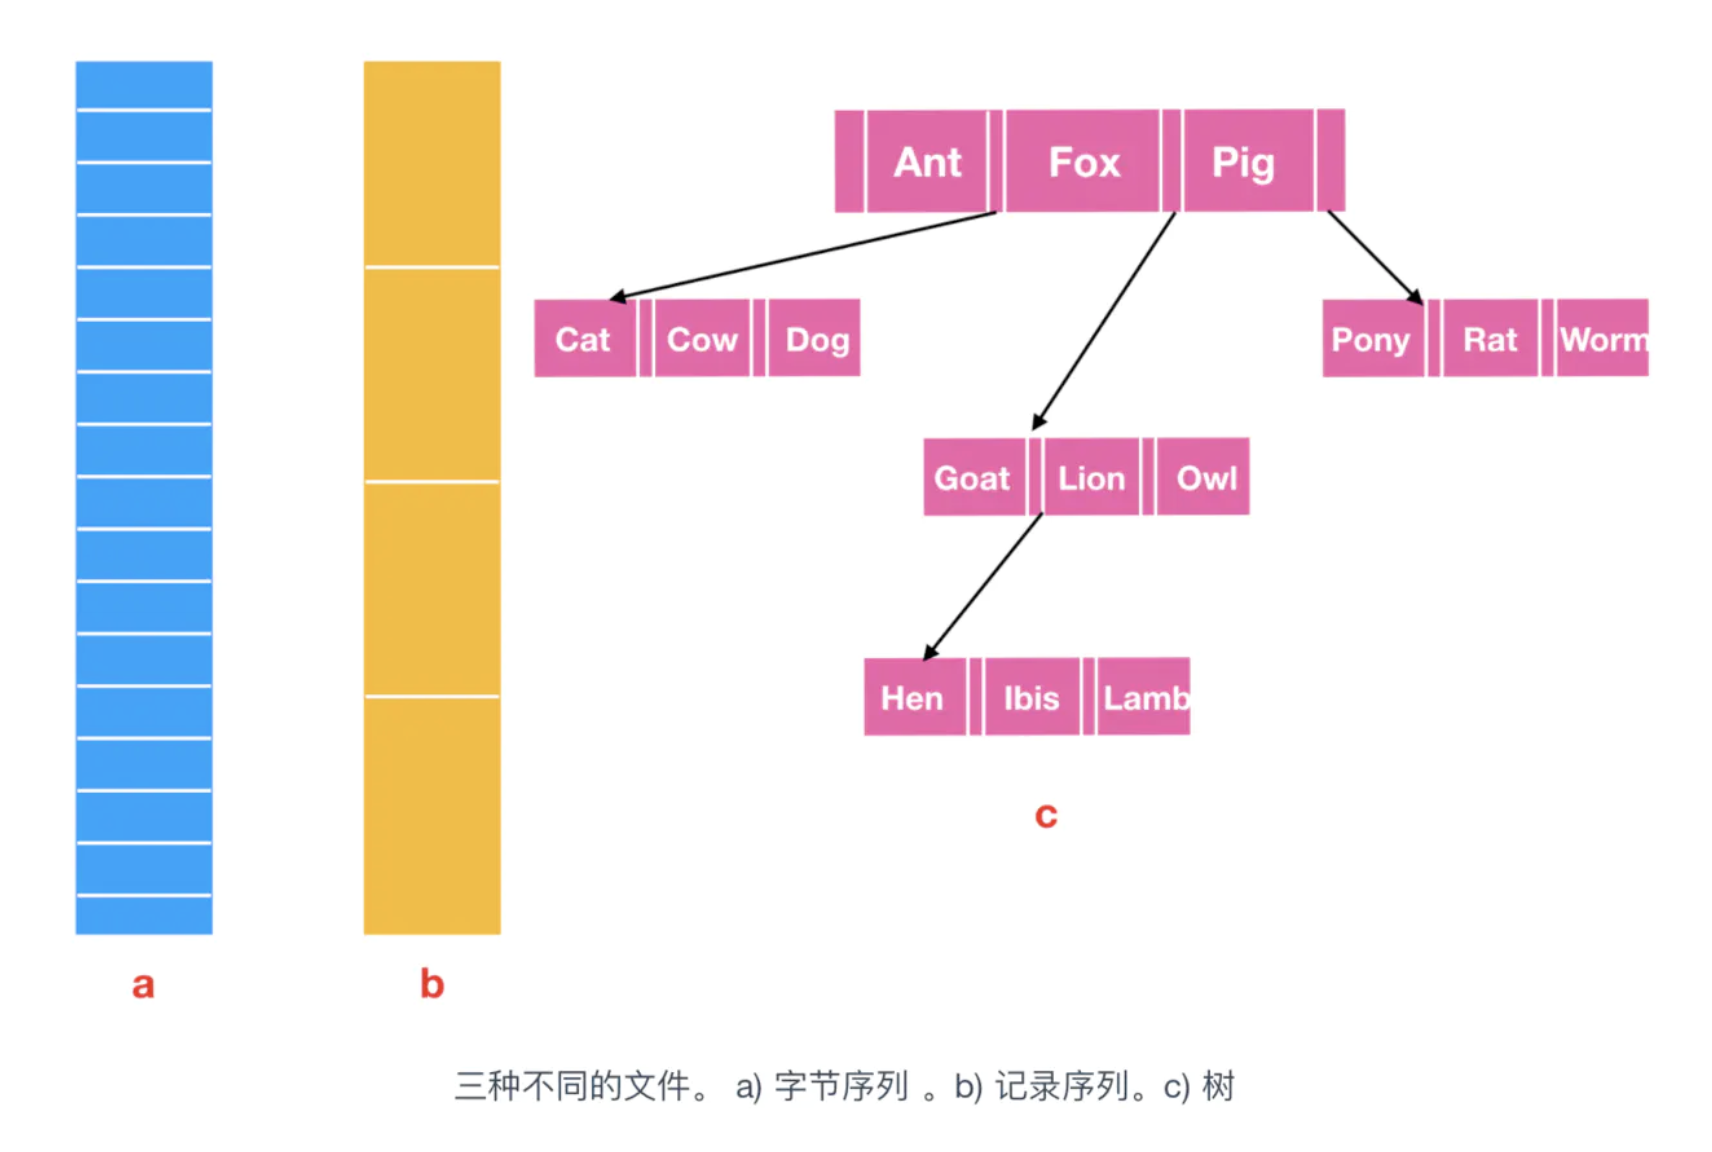 Ant Fox Pig
Cat Cow Dog
Pony Rat Worm
Goat Lion Owl
Hen Ibis Lamb
c
a
b
三种不同的文件。 a) 字节序列 。b) 记录序列。c) 树